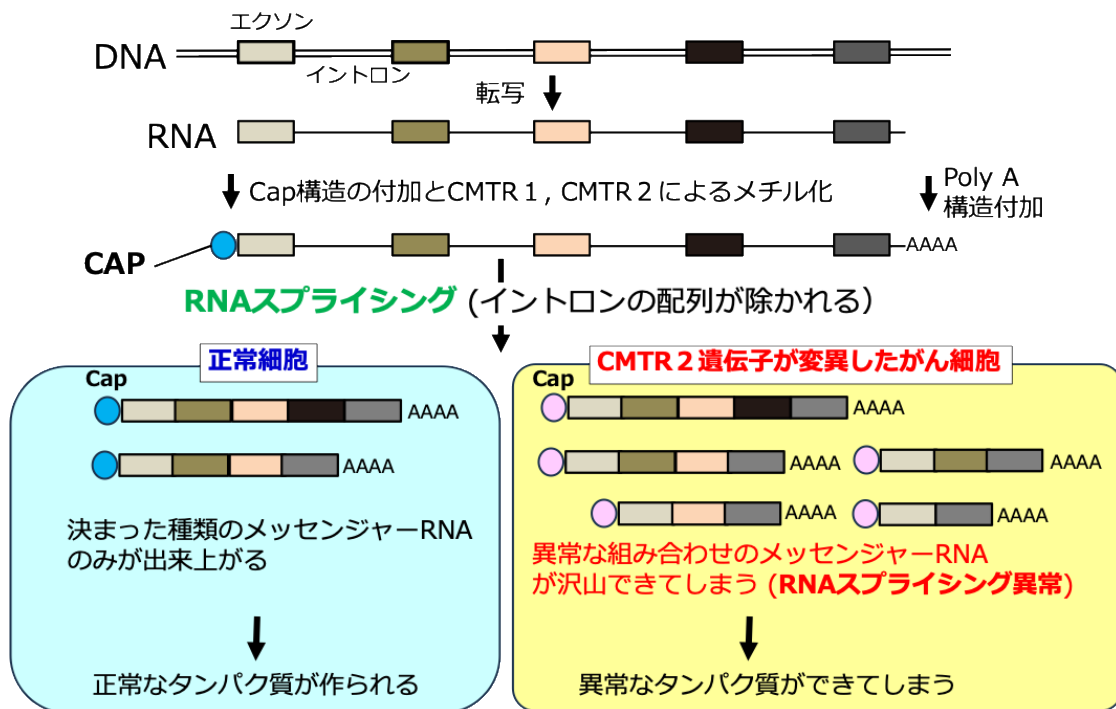 エクソン
DNA
イントロン
転写
RNA
Cap構造の付加とCMTR１, CMTR２によるメチル化
Poly A
構造付加
CAP
AAAA
RNAスプライシング (イントロンの配列が除かれる）
正常細胞
Cap
AAAA
AAAA
決まった種類のメッセンジャーRNA
のみが出来上がる
正常なタンパク質が作られる
CMTR２遺伝子が変異したがん細胞
Cap
AAAA
AAAA
AAAA
AAAA
AAAA
異常な組み合わせのメッセンジャーRNA
が沢山できてしまう (RNAスプライシング異常)
異常なタンパク質ができてしまう